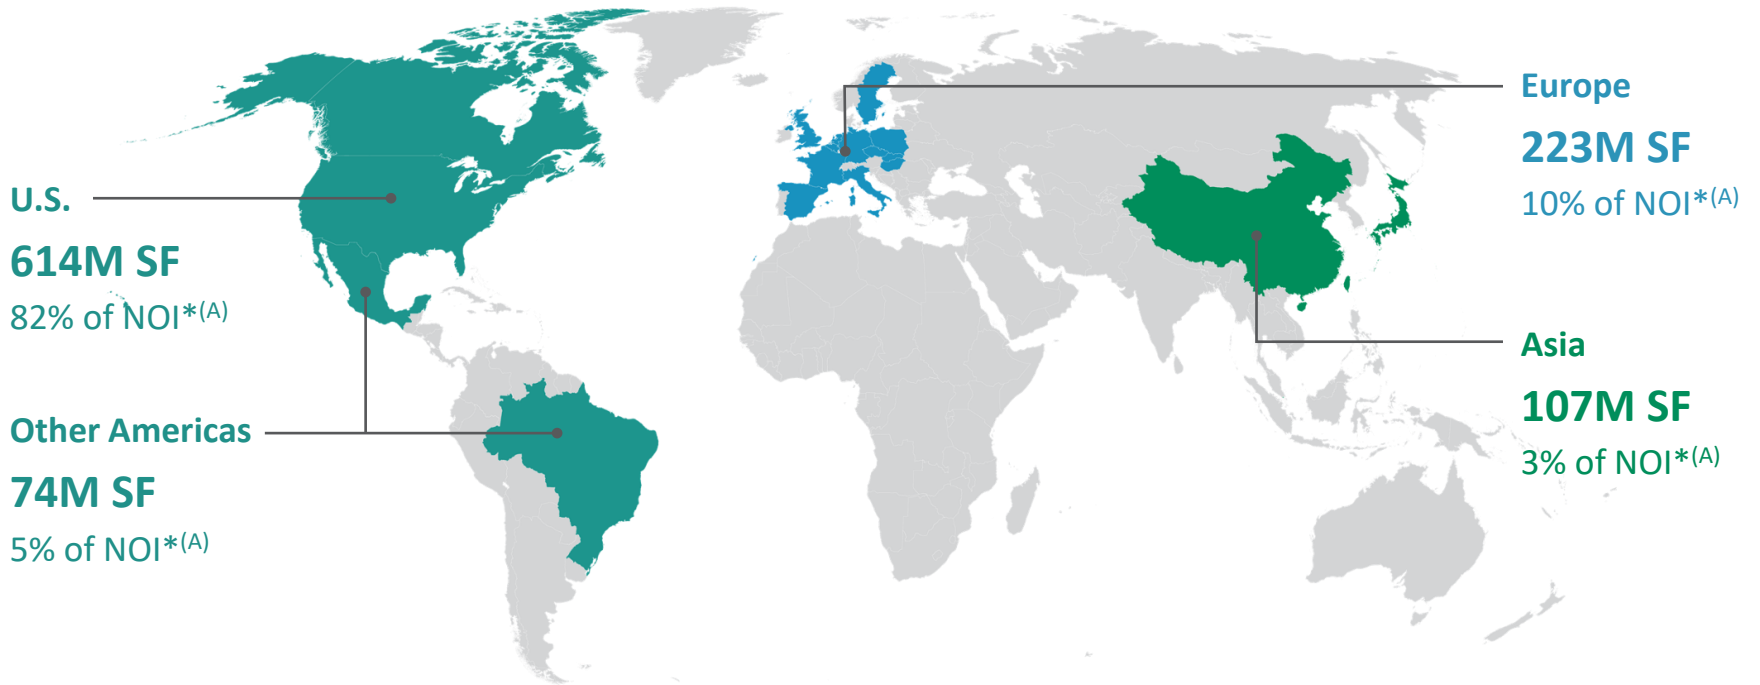 U.S.
614M SF
82% of NOI*(A)
Other Americas
74M SF
5% of NOI*(A)
Europe
223M SF
10% of NOI*(A)
Asia
107M SF
3% of NOI*(A)